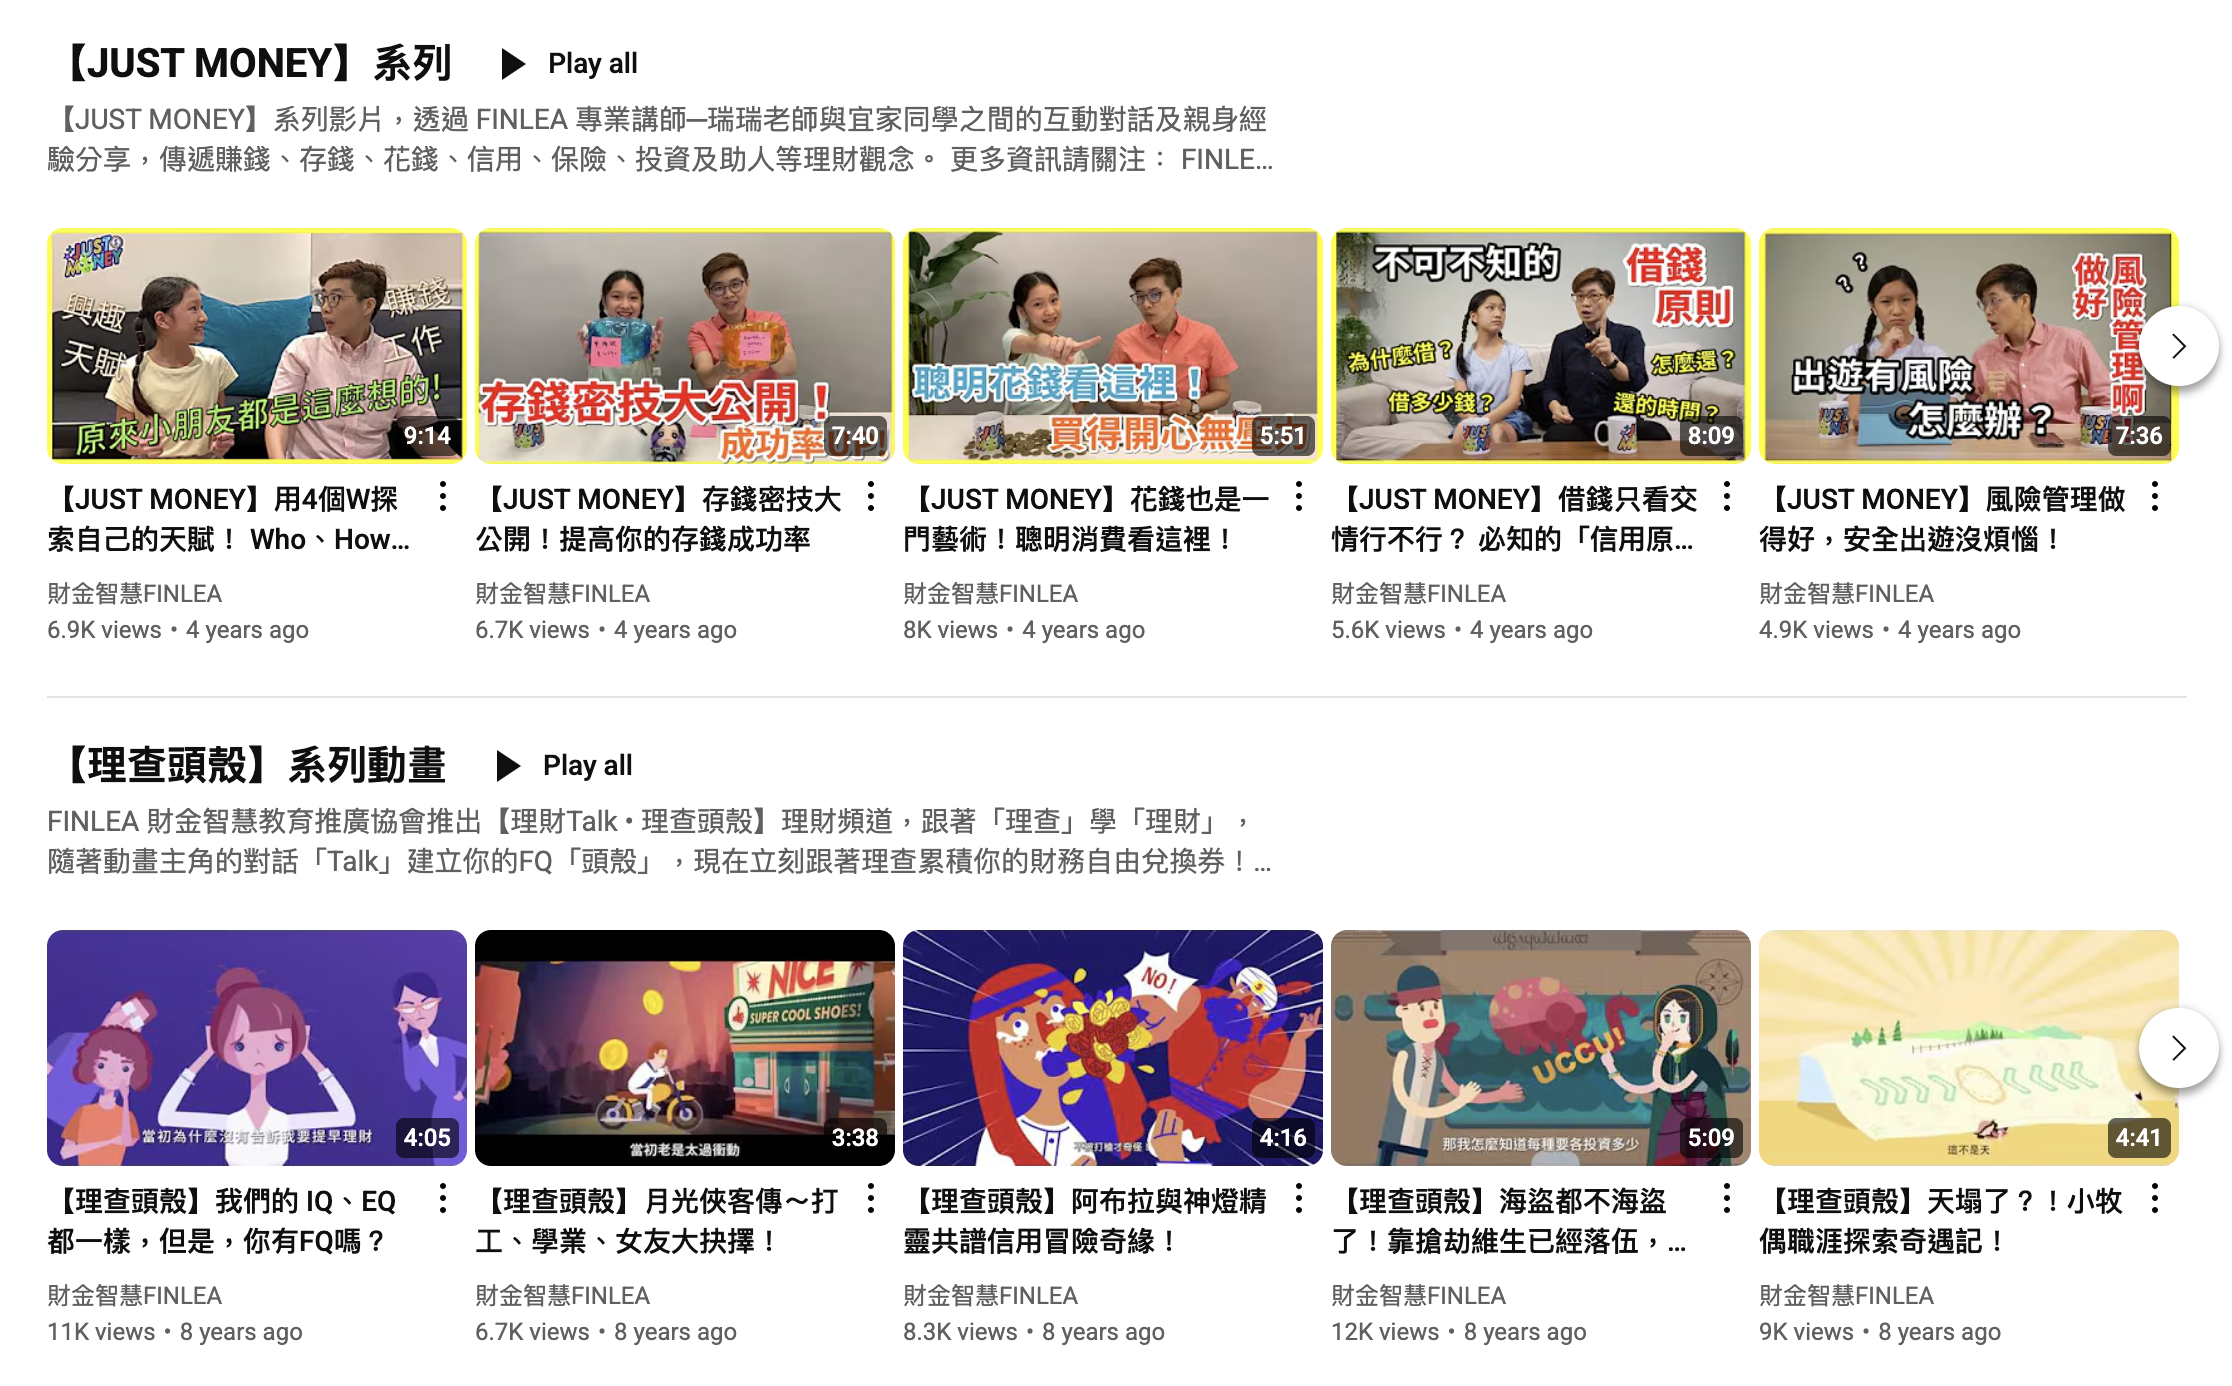 【JUST MONEY】系列
Play all
【JUST MONEY】系列影片，透過 FINLEA 專業講師—瑞瑞老師與宜家同學之間的互動對話及親身經
驗分享，傳遞賺錢、存錢、花錢、信用、保險、投資及助人等理財觀念。 更多資訊請關注： FINLE...
JUST MONEY
興趣
天賦
賺錢
工作
原來小朋友都是這麼想的!
9:14
存錢密技大公開！
成功率UP!
7:40
聰明花錢看這裡！
買得開心無壓力
5:51
不可不知的
借錢
原則
為什麼借？
怎麼還？
借多少錢？
還的時間？
8:09
? ?
做好
風險管理啊
出遊有風險
怎麼辦？
7:36
【JUST MONEY】用4個W探
索自己的天賦！ Who、How...
財金智慧FINLEA
6.9K views • 4 years ago
【JUST MONEY】存錢密技大
公開！提高你的存錢成功率
財金智慧FINLEA
6.7K views • 4 years ago
【JUST MONEY】花錢也是一
門藝術！聰明消費看這裡！
財金智慧FINLEA
8K views • 4 years ago
【JUST MONEY】借錢只看交
情行不行？ 必知的「信用原...
財金智慧FINLEA
5.6K views • 4 years ago
【JUST MONEY】風險管理做
得好，安全出遊沒煩惱！
財金智慧FINLEA
4.9K views • 4 years ago
【理查頭殼】系列動畫
Play all
FINLEA 財金智慧教育推廣協會推出【理財Talk • 理查頭殼】理財頻道，跟著「理查」學「理財」，
隨著動畫主角的對話「Talk」建立你的FQ「頭殼」，現在立刻跟著理查累積你的財務自由兌換券！...
當初為什麼沒有告訴我要提早理財
4:05
NICE
SUPER COOL SHOES!
當初老是太過衝動
3:38
NO!
打槍才奇怪！
4:16
UCCU!
那我怎麼知道每種要各投資多少
5:09
這不是天
4:41
【理查頭殼】我們的 IQ、EQ
都一樣，但是，你有FQ嗎？
財金智慧FINLEA
11K views • 8 years ago
【理查頭殼】月光俠客傳～打
工、學業、女友大抉擇！
財金智慧FINLEA
6.7K views • 8 years ago
【理查頭殼】阿布拉與神燈精
靈共譜信用冒險奇緣！
財金智慧FINLEA
8.3K views • 8 years ago
【理查頭殼】海盜都不海盜
了！靠搶劫維生已經落伍，...
財金智慧FINLEA
12K views • 8 years ago
【理查頭殼】天塌了？！小牧
偶職涯探索奇遇記！
財金智慧FINLEA
9K views • 8 years ago